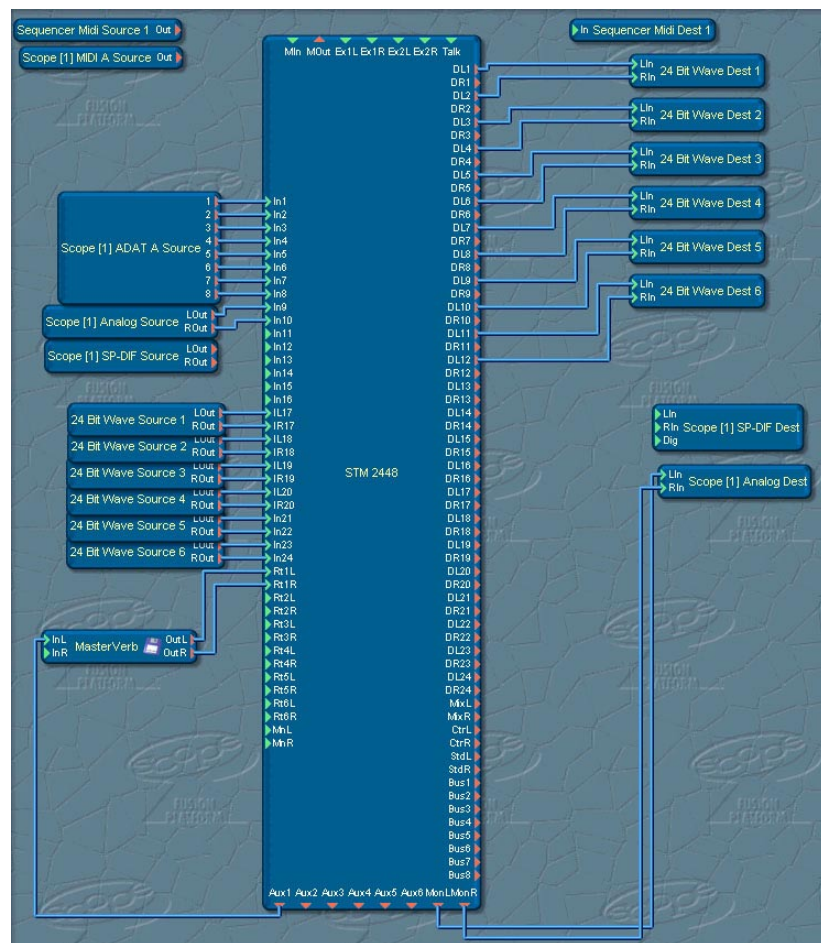 Sequencer Midi Source 1 Out
In Sequencer Midi Dest 1
Scope [1] MIDI A Source Out
MIn MOut Ex1L Ex1R Ex2L Ex2R Talk
DL1
DR1
DL2
DR2
DL3
DR3
DL4
DR4
DL5
DR5
DL6
DR6
DL7
DR7
DL8
DR8
DL9
DR9
DL10
DR10
DL11
DR11
DL12
DR12
DL13
DR13
DL14
DR14
DL15
DR15
DL16
DR16
DL17
DR17
DL18
DR18
DL19
DR19
DL20
DR20
DL21
DR21
DL22
DR22
DL23
DR23
DL24
DR24
MixL
MixR
CtrL
CtrR
StdL
StdR
Bus1
Bus2
Bus3
Bus4
Bus5
Bus6
Bus7
Bus8
LIn
RIn
24 Bit Wave Dest 1
LIn
RIn
24 Bit Wave Dest 2
LIn
RIn
24 Bit Wave Dest 3
LIn
RIn
24 Bit Wave Dest 4
LIn
RIn
24 Bit Wave Dest 5
LIn
RIn
24 Bit Wave Dest 6
1
2
3
4
5
6
7
8
Scope [1] ADAT A Source
In1
In2
In3
In4
In5
In6
In7
In8
In9
In10
In11
In12
In13
In14
In15
In16
IL17
IR17
IL18
IR18
IL19
IR19
IL20
IR20
In21
In22
In23
In24
Rt1L
Rt1R
Rt2L
Rt2R
Rt3L
Rt3R
Rt4L
Rt4R
Rt5L
Rt5R
Rt6L
Rt6R
MnL
MnR
Scope [1] Analog Source
LOut
ROut
Scope [1] SP-DIF Source
LOut
ROut
24 Bit Wave Source 1
LOut
ROut
24 Bit Wave Source 2
LOut
ROut
24 Bit Wave Source 3
LOut
ROut
24 Bit Wave Source 4
LOut
ROut
24 Bit Wave Source 5
LOut
ROut
24 Bit Wave Source 6
LOut
ROut
STM 2448
LIn
RIn Scope [1] SP-DIF Dest
Dig
LIn
RIn
Scope [1] Analog Dest
InL
InR
MasterVerb
OutL
OutR
Aux1 Aux2 Aux3 Aux4 Aux5 Aux6 MonL MonR
FUSION
PLATFORM
SCOPE